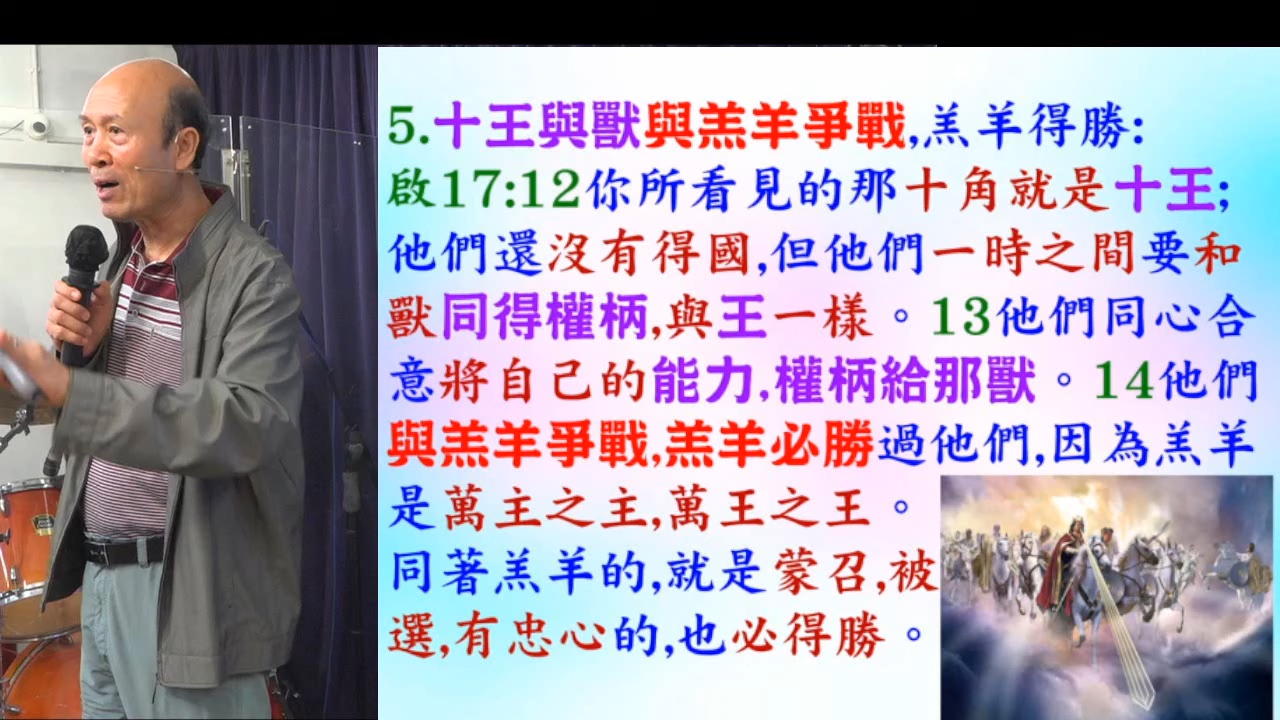 5.十王與獸與羔羊爭戰,羔羊得勝:
啟17:12你所看見的那十角就是十王;
他們還沒有得國,但他們一時之間要和
獸同得權柄,與王一樣。13他們同心合
意將自己的能力,權柄給那獸。14他們
與羔羊爭戰,羔羊必勝過他們,因為羔羊
是萬主之主,萬王之王。
同著羔羊的,就是蒙召,被
選,有忠心的,也必得勝。